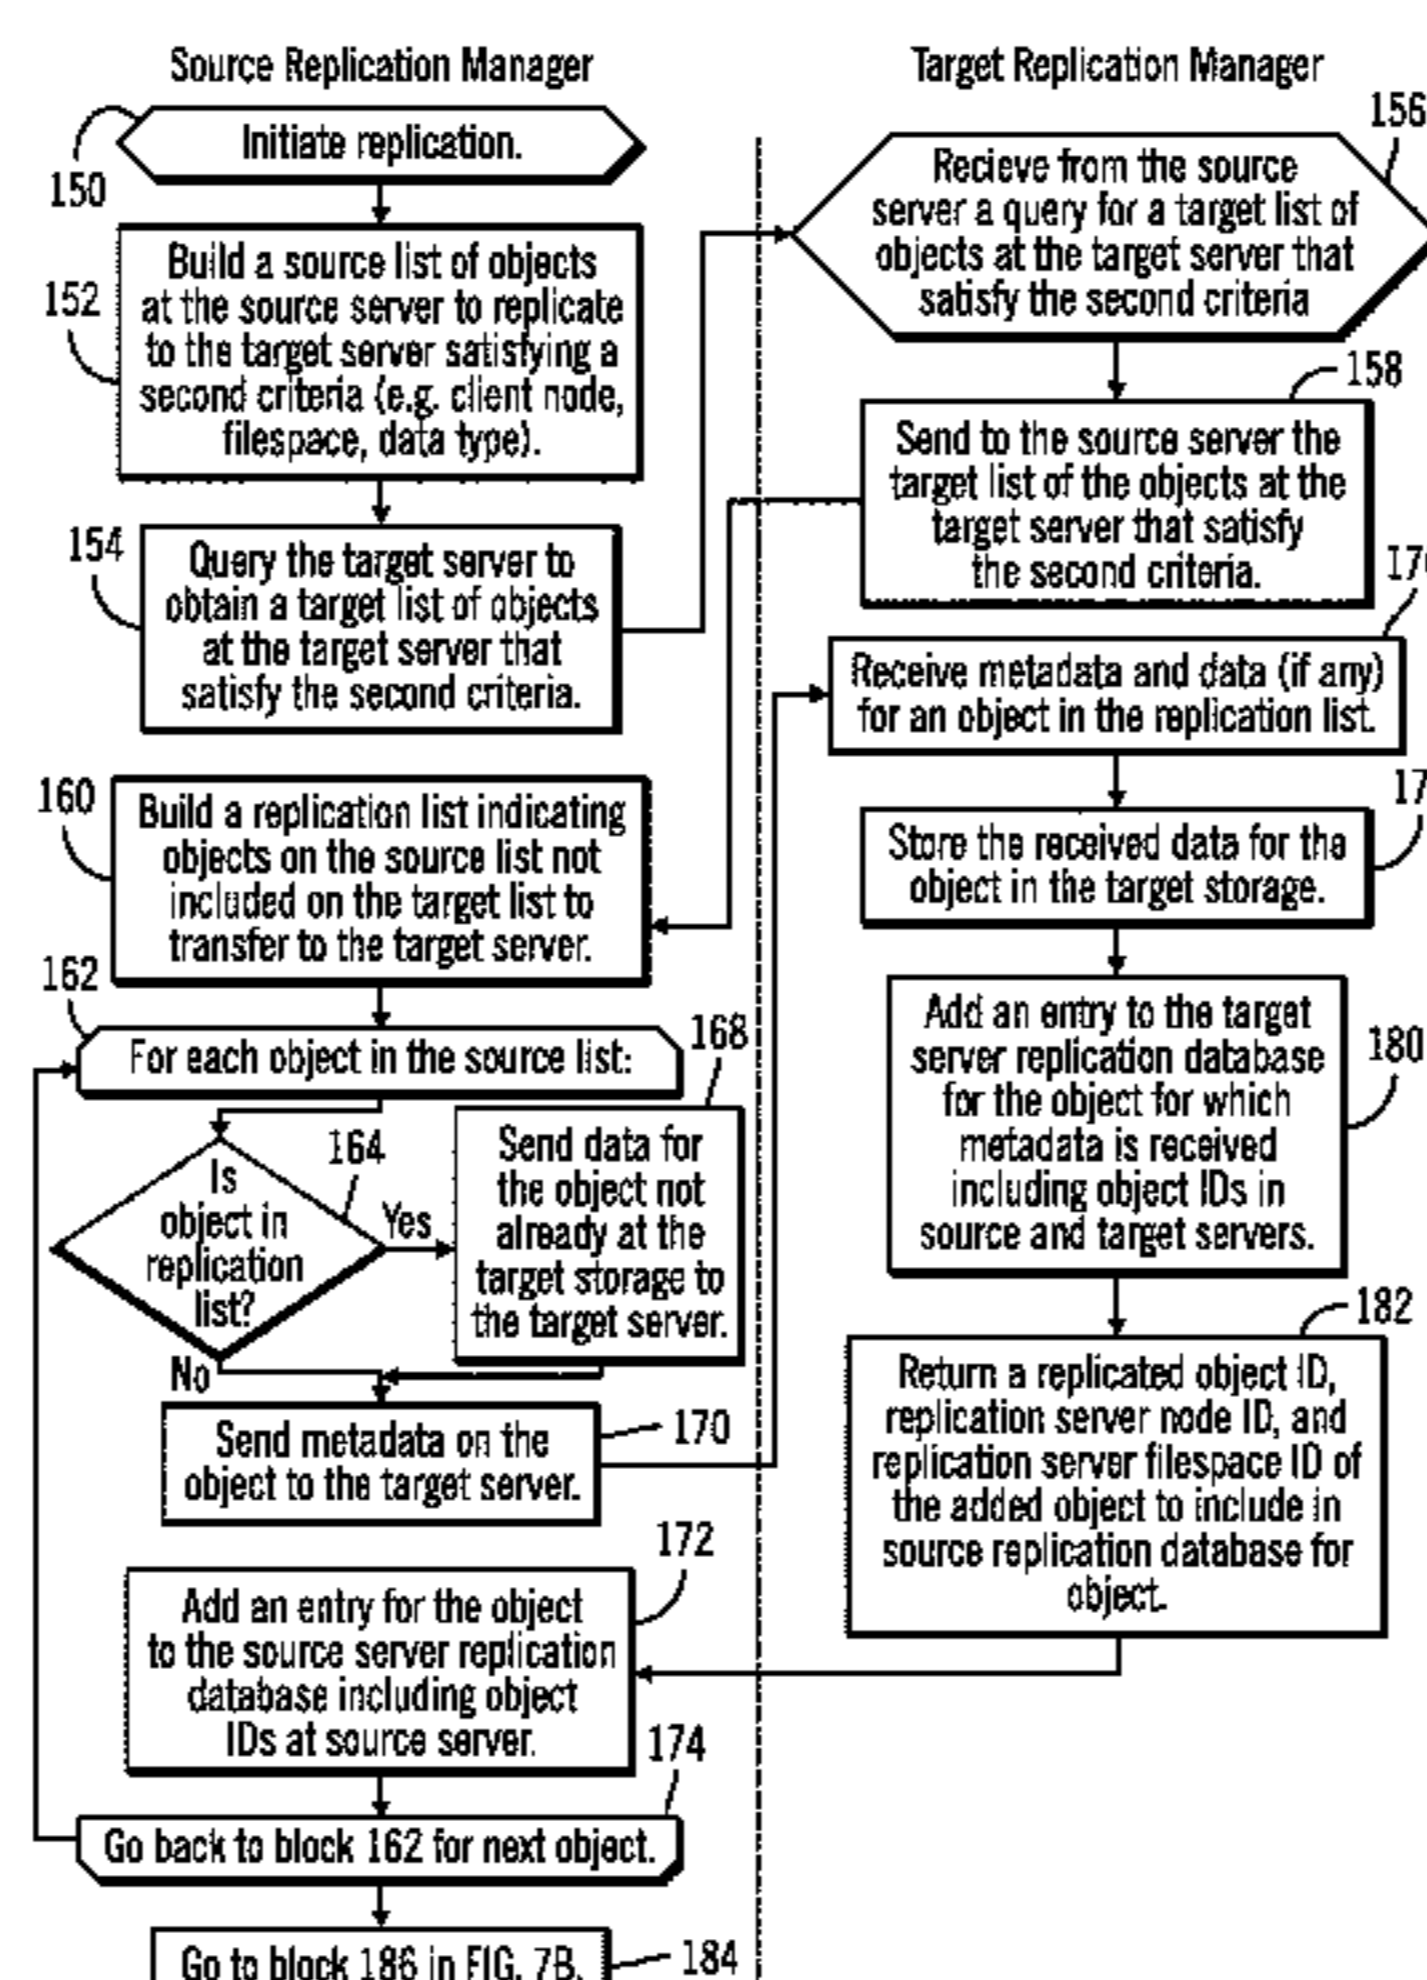 Source Replication Manager
Initiate replication.
150
Build a source list of objects
at the source server to replicate
to the target server satisfying a
second criteria (e.g. client node,
filespace, data type).
152
Query the target server to
obtain a target list of objects
at the target server that
satisfy the second criteria.
154
Target Replication Manager
156
Recieve from the source
server a query for a target list of
objects at the target server that
satisfy the second criteria
158
Send to the source server the
target list of the objects at the
target server that satisfy
the second criteria.
160
Build a replication list indicating
objects on the source list not
included on the target list to
transfer to the target server.
162
For each object in the source list:
164
Is
object in
replication
list?
Yes
No
168
Send data for
the object not
already at the
target storage to
the target server.
Send metadata on the
object to the target server.
170
Receive metadata and data (if any)
for an object in the replication list.
Store the received data for the
object in the target storage.
Add an entry to the target
server replication database
for the object for which
metadata is received
including object IDs in
source and target servers.
180
182
Return a replicated object ID,
replication server node ID, and
replication server filespace ID of
the added object to include in
source replication database for
object.
172
Add an entry for the object
to the source server replication
database including object
IDs at source server.
174
Go back to block 162 for next object.
Go to block 186 in FIG. 7B.
184